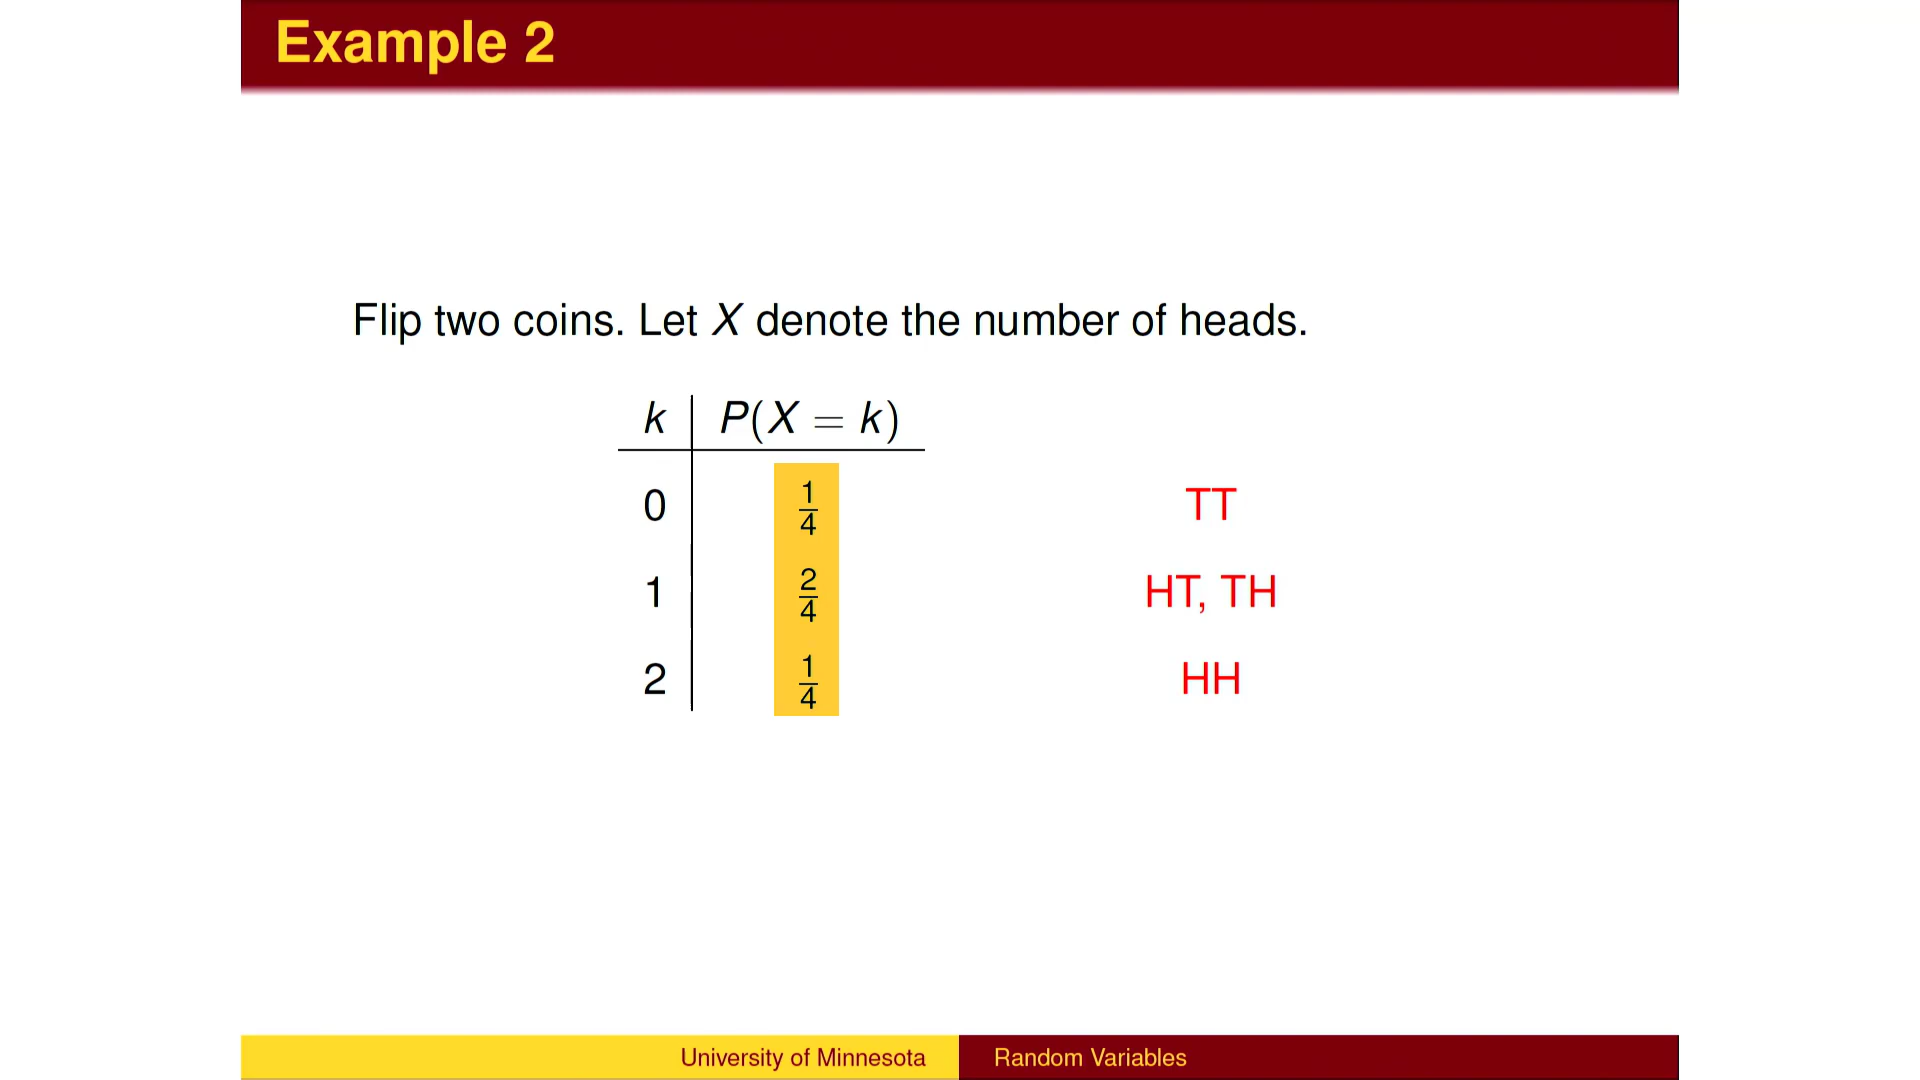 Example 2
Flip two coins. Let X denote the number of heads.
k P(X = k)
0 1/4 TT
1 2/4 HT, TH
2 1/4 HH
University of Minnesota Random Variables